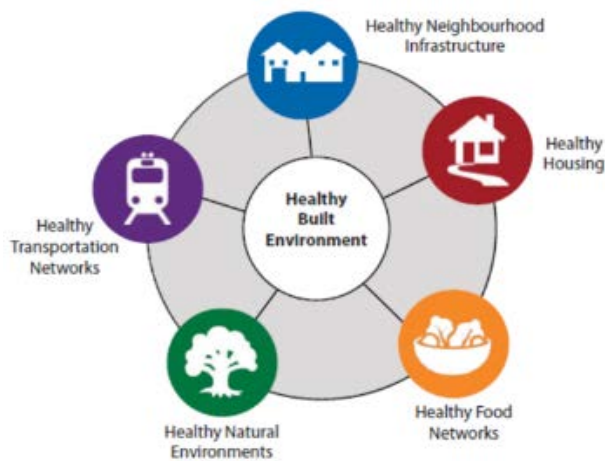 Healthy Neighbourhood
Infrastructure
Healthy
Housing
Healthy
Built
Environment
Healthy
Transportation
Networks
Healthy Food
Networks
Healthy Natural
Environments